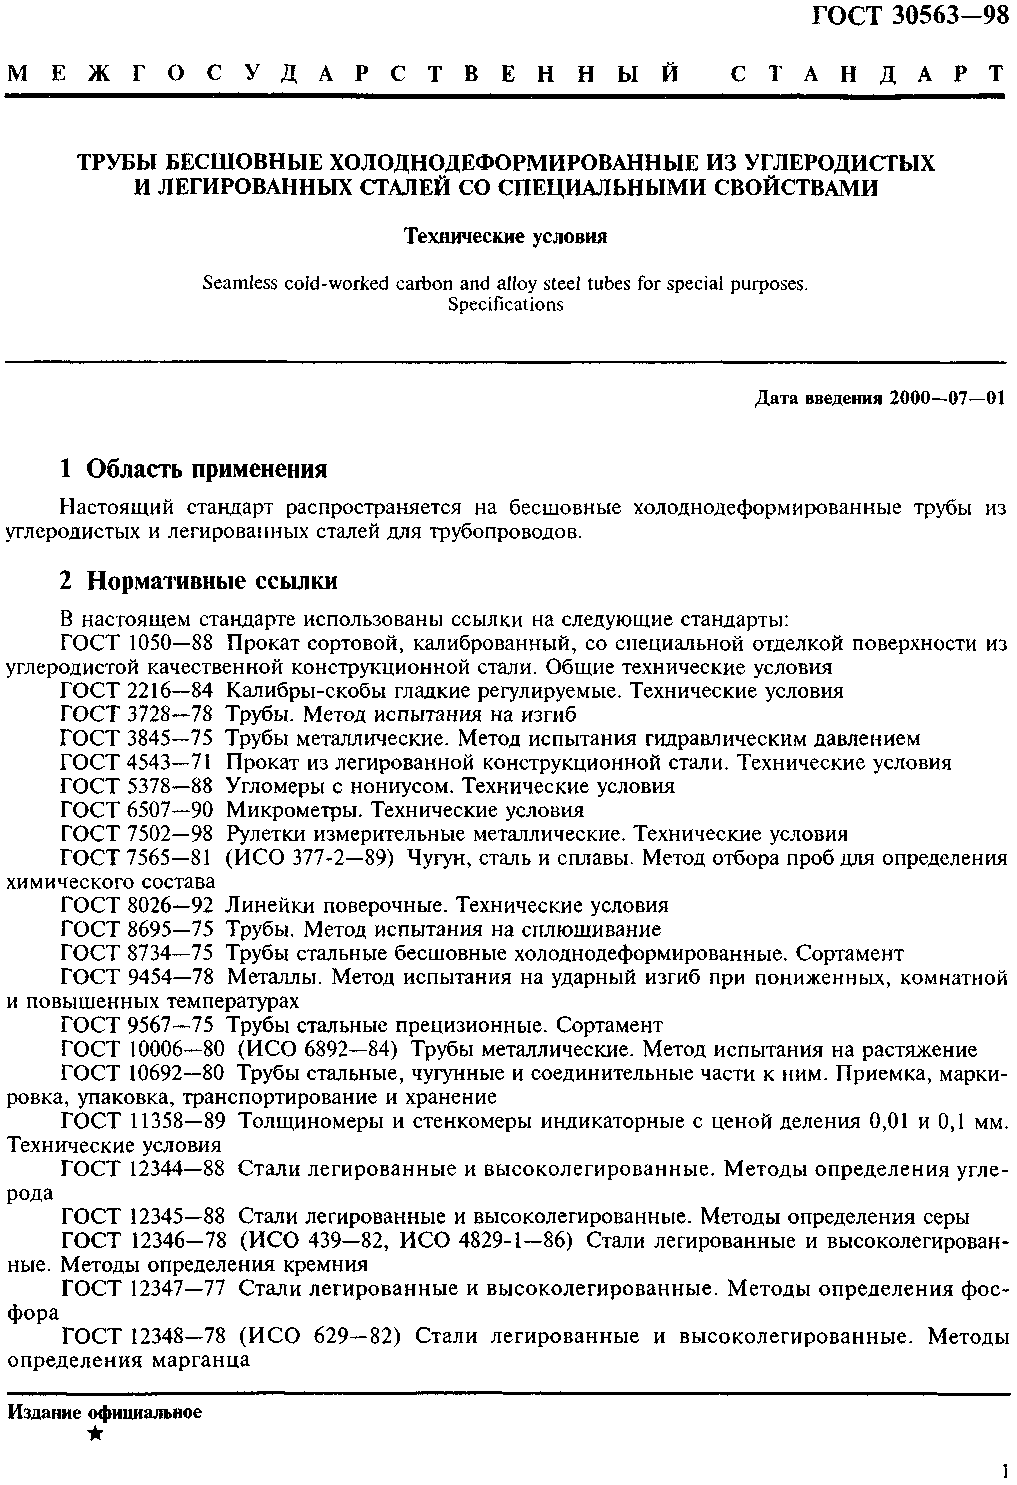 ГОСТ 30563—98
МЕЖГОСУДАРСТВЕННЫЙ СТАНДАРТ
ТРУБЫ БЕСШОВНЫЕ ХОЛОДНОДЕФОРМИРОВАННЫЕ ИЗ УГЛЕРОДИСТЫХ
И ЛЕГИРОВАННЫХ СТАЛЕЙ СО СПЕЦИАЛЬНЫМИ СВОЙСТВАМИ
Технические условия
Seamless cold-worked carbon and alloy steel tubes for special purposes.
Specifications
Дата введения 2000—07—01
1 Область применения
Настоящий стандарт распространяется на бесшовные холоднодеформированные трубы из
углеродистых и легированных сталей для трубопроводов.
2 Нормативные ссылки
В настоящем стандарте использованы ссылки на следующие стандарты:
ГОСТ 1050—88 Прокат сортовой, калиброванный, со специальной отделкой поверхности из
углеродистой качественной конструкционной стали. Общие технические условия
ГОСТ 2216—84 Калибры-скобы гладкие регулируемые. Технические условия
ГОСТ 3728—78 Трубы. Метод испытания на изгиб
ГОСТ 3845—75 Трубы металлические. Метод испытания гидравлическим давлением
ГОСТ 4543—71 Прокат из легированной конструкционной стали. Технические условия
ГОСТ 5378—88 Угломеры с нониусом. Технические условия
ГОСТ 6507—90 Микрометры. Технические условия
ГОСТ 7502—98 Рулетки измерительные металлические. Технические условия
ГОСТ 7565—81 (ИСО 377-2—89) Чугун, сталь и сплавы. Метод отбора проб для определения
химического состава
ГОСТ 8026—92 Линейки поверочные. Технические условия
ГОСТ 8695—75 Трубы. Метод испытания на сплющивание
ГОСТ 8734—75 Трубы стальные бесшовные холоднодеформированные. Сортамент
ГОСТ 9454—78 Металлы. Метод испытания на ударный изгиб при пониженных, комнатной
и повышенных температурах
ГОСТ 9567—75 Трубы стальные прецизионные. Сортамент
ГОСТ 10006—80 (ИСО 6892—84) Трубы металлические. Метод испытания на растяжение
ГОСТ 10692—80 Трубы стальные, чугунные и соединительные части к ним. Приемка, марки-
ровка, упаковка, транспортирование и хранение
ГОСТ 11358—89 Толщиномеры и стенкомеры индикаторные с ценой деления 0,01 и 0,1 мм.
Технические условия
ГОСТ 12344—88 Стали легированные и высоколегированные. Методы определения угле-
рода
ГОСТ 12345—88 Стали легированные и высоколегированные. Методы определения серы
ГОСТ 12346—78 (ИСО 439—82, ИСО 4829-1—86) Стали легированные и высоколегирован-
ные. Методы определения кремния
ГОСТ 12347—77 Стали легированные и высоколегированные. Методы определения фос-
фора
ГОСТ 12348—78 (ИСО 629—82) Стали легированные и высоколегированные. Методы
определения марганца
Издание официальное
★
1